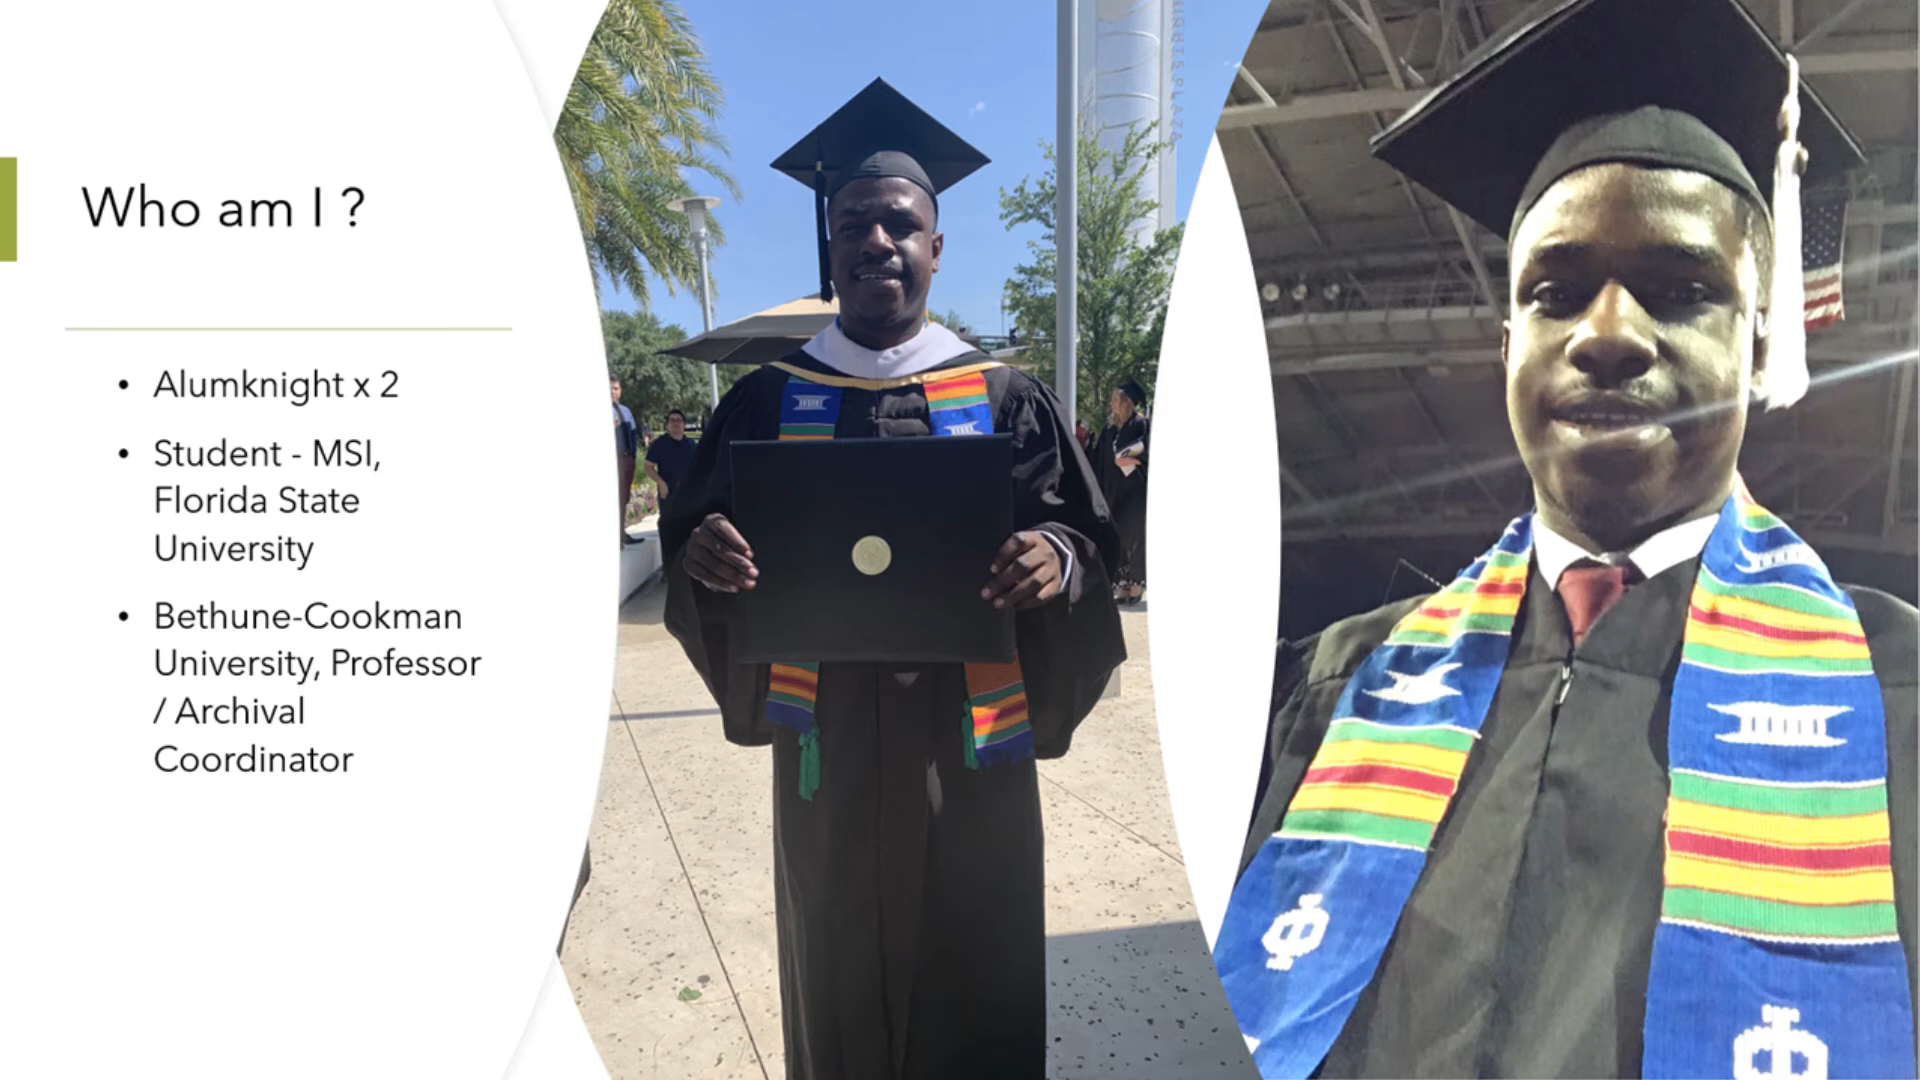 Who am I ?
• Alumknight x 2
• Student - MSI,
Florida State
University
• Bethune-Cookman
University, Professor
/ Archival
Coordinator